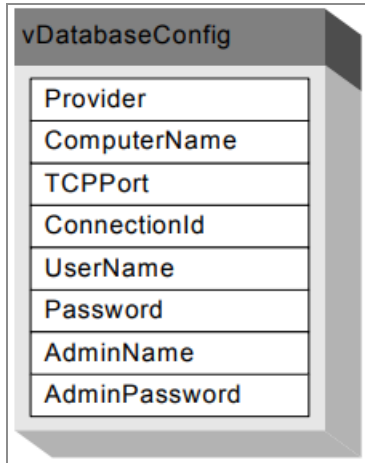 vDatabaseConfig
Provider
ComputerName
TCPPort
ConnectionId
UserName
Password
AdminName
AdminPassword